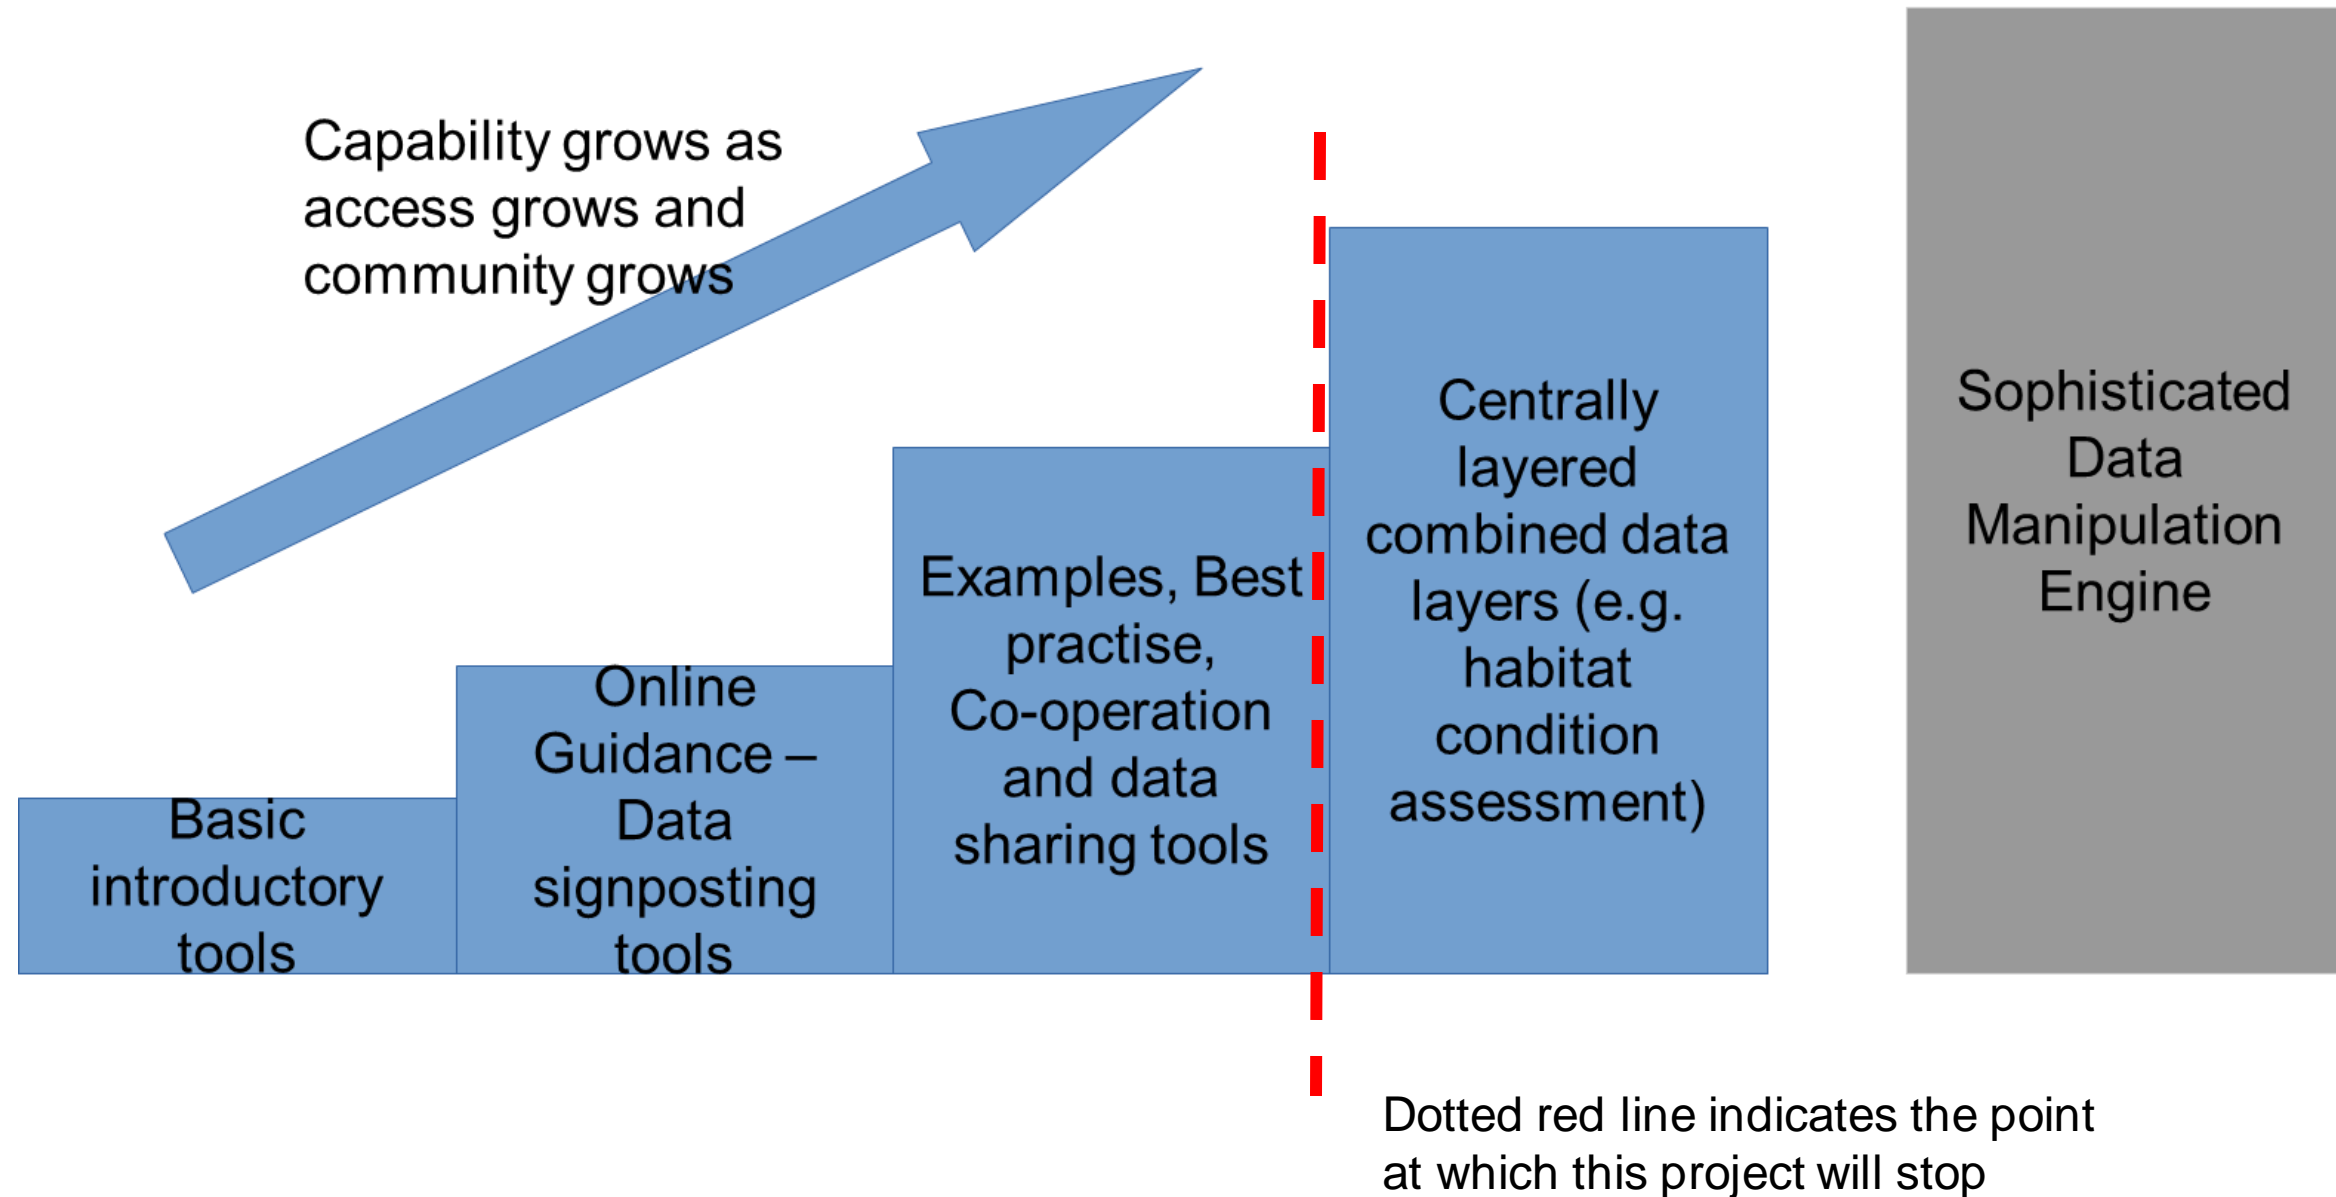 Capability grows as
access grows and
community grows
Basic
introductory
tools
Online
Guidance –
Data
signposting
tools
Examples, Best
practise,
Co-operation
and data
sharing tools
Centrally
layered
combined data
layers (e.g.
habitat
condition
assessment)
Sophisticated
Data
Manipulation
Engine
Dotted red line indicates the point
at which this project will stop